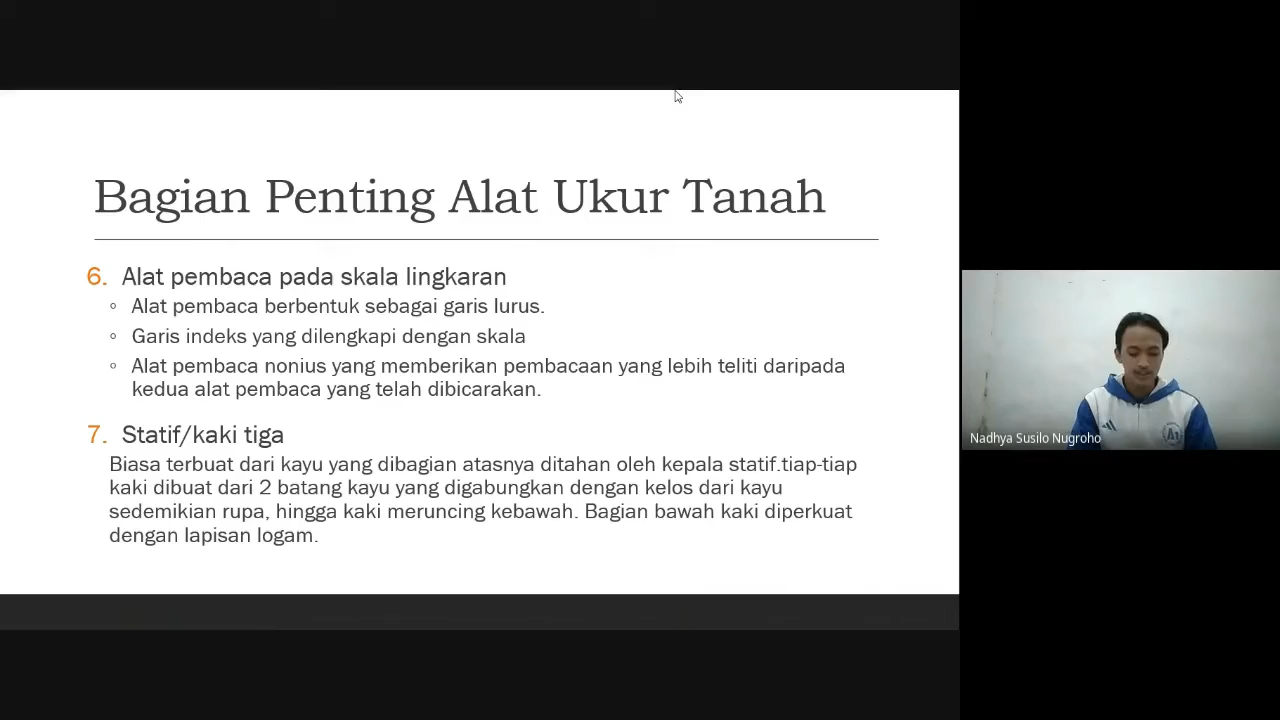 Bagian Penting Alat Ukur Tanah
6. Alat pembaca pada skala lingkaran
◦ Alat pembaca berbentuk sebagai garis lurus.
◦ Garis indeks yang dilengkapi dengan skala
◦ Alat pembaca nonius yang memberikan pembacaan yang lebih teliti daripada
kedua alat pembaca yang telah dibicarakan.
7. Statif/kaki tiga
Biasa terbuat dari kayu yang dibagian atasnya ditahan oleh kepala statif.tiap-tiap
kaki dibuat dari 2 batang kayu yang digabungkan dengan kelos dari kayu
sedemikian rupa, hingga kaki meruncing kebawah. Bagian bawah kaki diperkuat
dengan lapisan logam.
Nadhya Susilo Nugroho